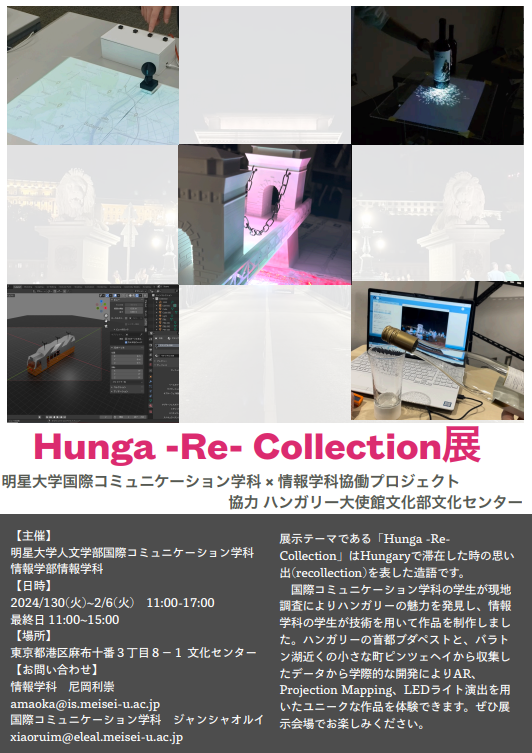 Hunga -Re- Collection展
明星大学国際コミュニケーション学科 × 情報学科協働プロジェクト
協力 ハンガリー大使館文化部文化センター
【主催】
明星大学人文学部国際コミュニケーション学科
情報学部情報学科
【日時】
2024/130(火)~2/6(火) 11:00-17:00
最終日 11:00~15:00
【場所】
東京都港区麻布十番３丁目８－１ 文化センター
【お問い合わせ】
情報学科 尼岡利崇
amaoka@is.meisei-u.ac.jp
国際コミュニケーション学科 ジャンシャオルイ
xiaoruim@eleal.meisei-u.ac.jp
展示テーマである「Hunga -Re-
Collection」はHungaryで滞在した時の思い
出(recollection)を表した造語です。
国際コミュニケーション学科の学生が現地
調査によりハンガリーの魅力を発見し、情報
学科の学生が技術を用いて作品を制作しまし
た。ハンガリーの首都ブダペストと、バラト
ン湖近くの小さな町ピンツェヘイから収集し
たデータから学際的な開発によりAR、
Projection Mapping、LEDライト演出を用
いたユニークな作品を体験できます。ぜひ展
示会場でお楽しみください。